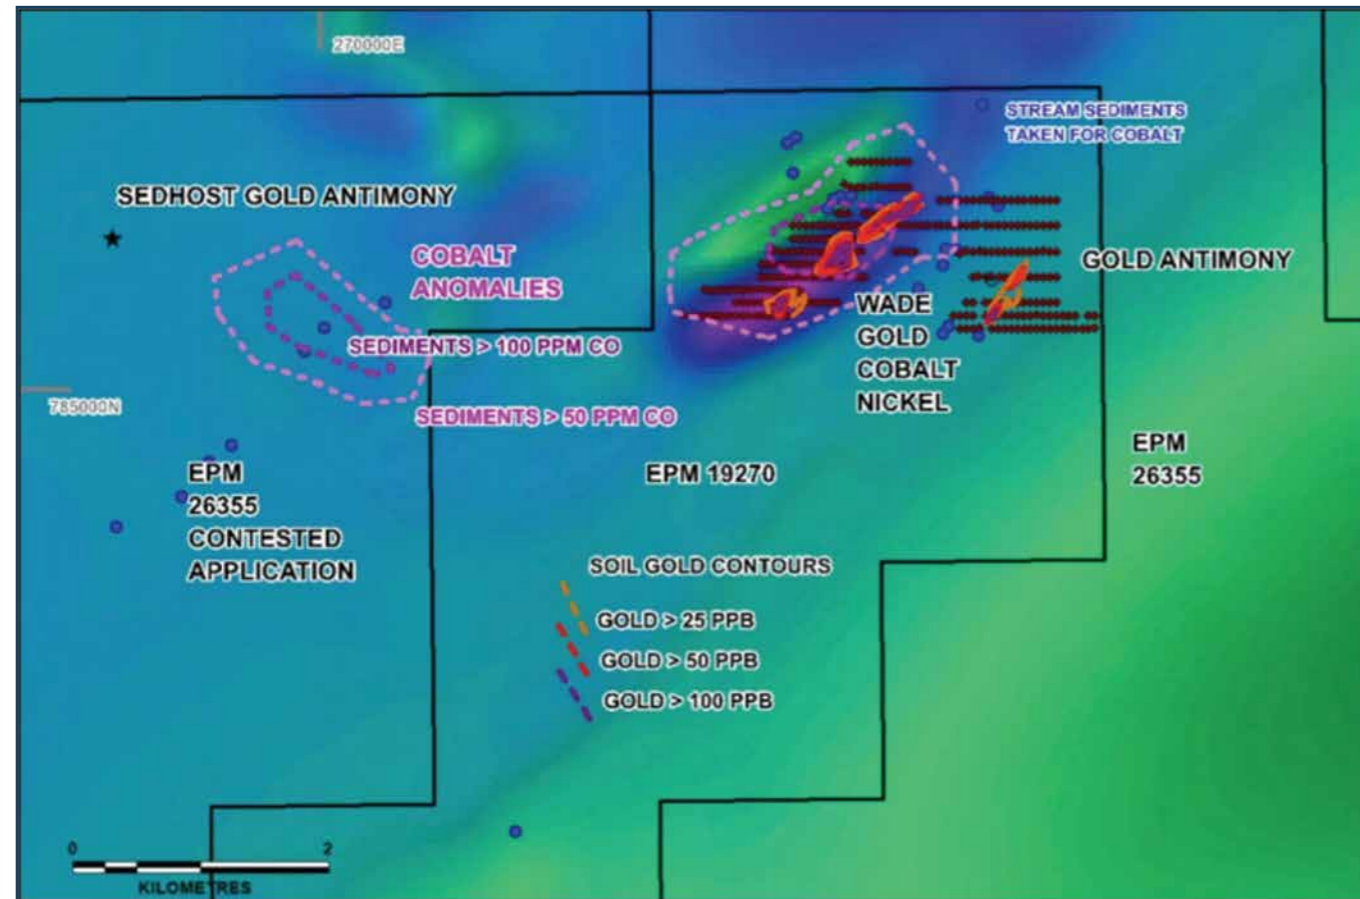 270000E
STREAM SEDIMENTS
TAKEN FOR COBALT
SEDHOST GOLD ANTIMONY
COBALT
ANOMALIES
GOLD ANTIMONY
WADE
GOLD
COBALT
NICKEL
SEDIMENTS > 100 PPM CO
785000N
SEDIMENTS > 50 PPM CO
EPM
26355
CONTESTED
APPLICATION
EPM 19270
EPM
26355
SOIL GOLD CONTOURS
GOLD > 25 PPB
GOLD > 50 PPB
GOLD > 100 PPB
0 2
KILOMETRES